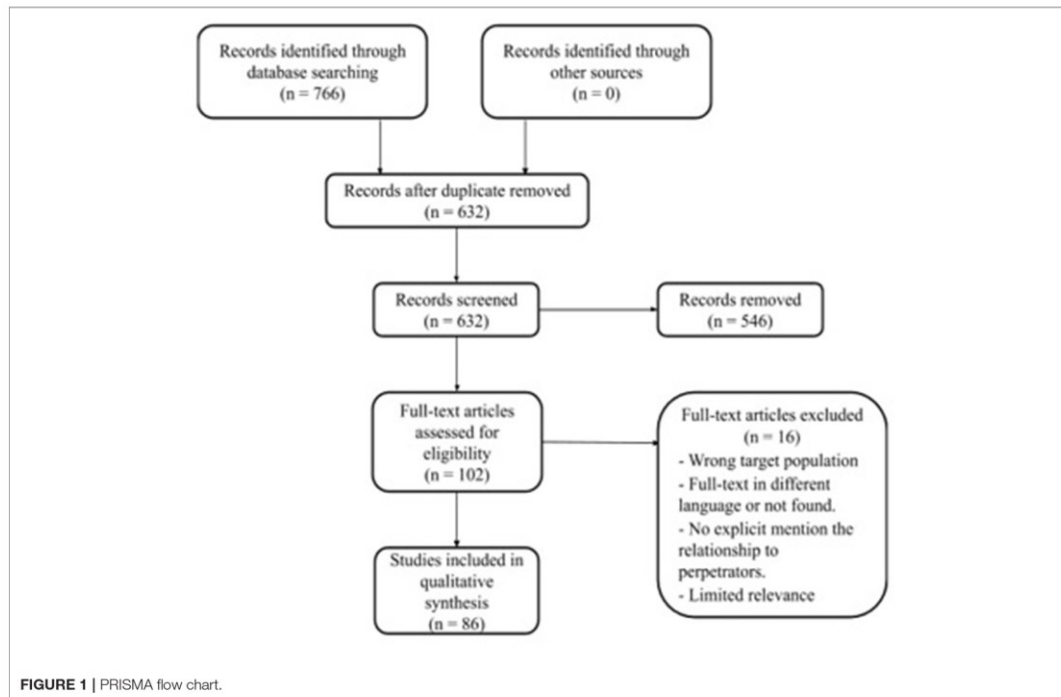 Records identified through
database searching
(n = 766)
Records identified through
other sources
(n = 0)
Records after duplicate removed
(n = 632)
Records screened
(n = 632)
Records removed
(n = 546)
Full-text articles
assessed for
eligibility
(n = 102)
Full-text articles excluded
(n = 16)
- Wrong target population
- Full-text in different
language or not found.
- No explicit mention the
relationship to
perpetrators.
- Limited relevance
Studies included in
qualitative
synthesis
(n = 86)
FIGURE 1 | PRISMA flow chart.